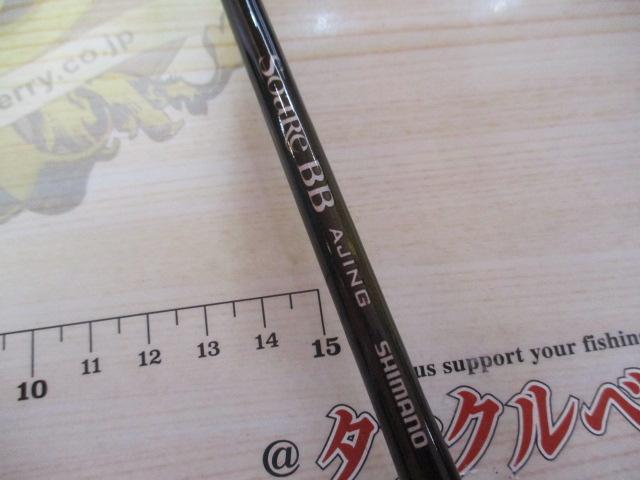 erry.co.jp
Soare BB AJING SHIMANO
10 11 12 13 14 15
us support your fishing
@タックルベ